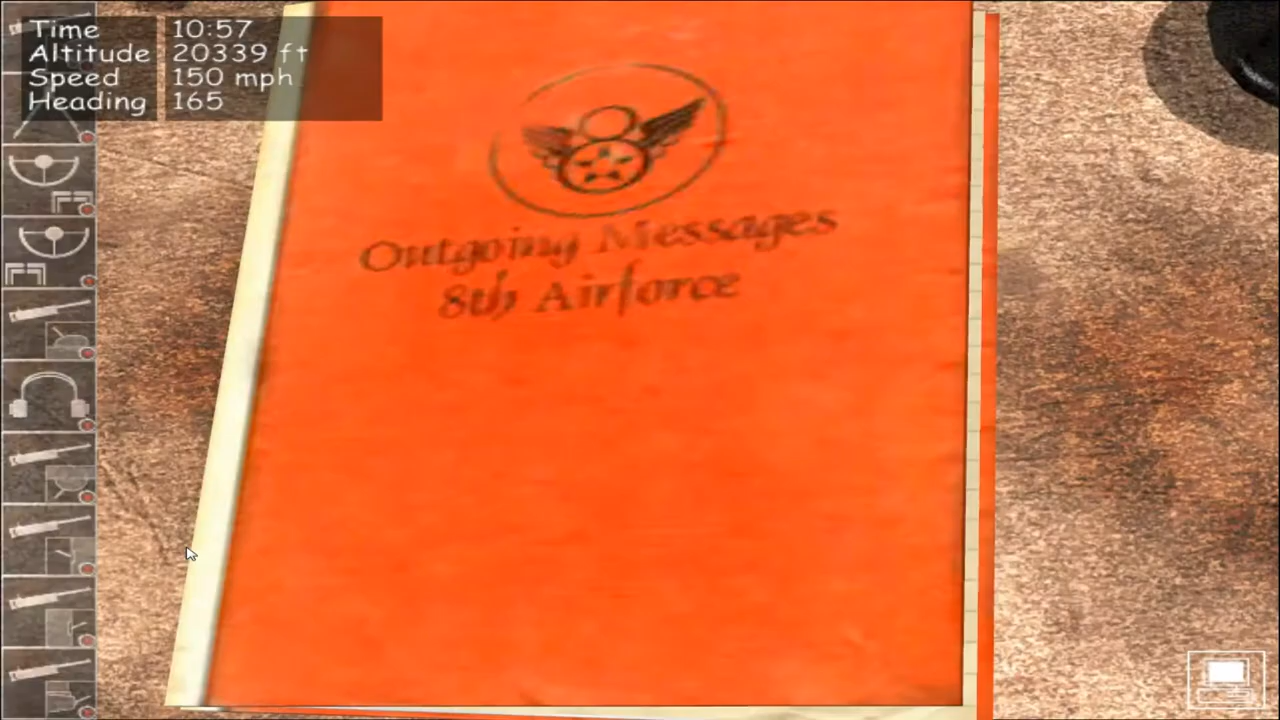 Time 10:57
Altitude 20339 ft
Speed 150 mph
Heading 165
Outgoing Messages
8th Airforce